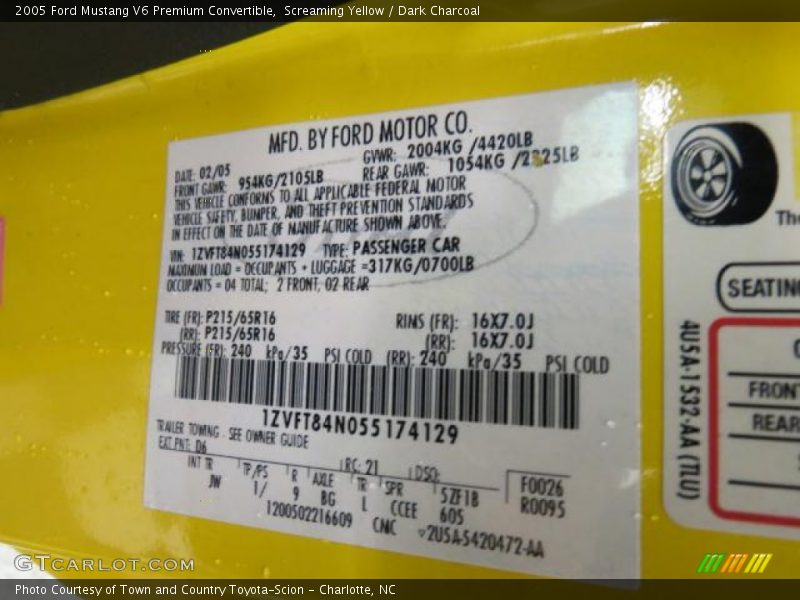 2005 Ford Mustang V6 Premium Convertible,  Screaming Yellow / Dark Charcoal
MFD. BY FORD MOTOR CO.
DATE: 02/05 GVWR: 2004KG /4420LB
FRONT GAWR: 954KG/2105LB REAR GAWR: 1054KG /2325LB
THIS VEHICLE CONFORMS TO ALL APPLICABLE FEDERAL MOTOR
VEHICLE SAFETY, BUMPER, AND THEFT PREVENTION STANDARDS
IN EFFECT ON THE DATE OF MANUFACTURE SHOWN ABOVE.
VIN: 1ZVFT84N055174129 TYPE: PASSENGER CAR
MAXIMUM LOAD = OCCUPANTS + LUGGAGE =317KG/0700LB
OCCUPANTS = 04 TOTAL; 2 FRONT, 02 REAR
TIRE (FR): P215/65R16 RIMS (FR): 16X7.0J
(RR): P215/65R16 (RR): 16X7.0J
PRESSURE (FR): 240 kPa/35 PSI COLD (RR): 240 kPa/35 PSI COLD
1ZVFT84N055174129
TRAILER TOWING - SEE OWNER GUIDE
EXT PNT: D6 RC: 21 DSO:
INT TR TP/PS R AXLE TR SPR 5ZF1B F0026
JW 1/ 9 BG L CCEE 60S R0095
1200502216609 CMC 2U5A-5420472-AA
The
SEATING
4U5A-1532-AA (TLU)
FRONT
REAR
GTCARLOT.COM
Photo Courtesy of Town and Country Toyota-Scion - Charlotte, NC